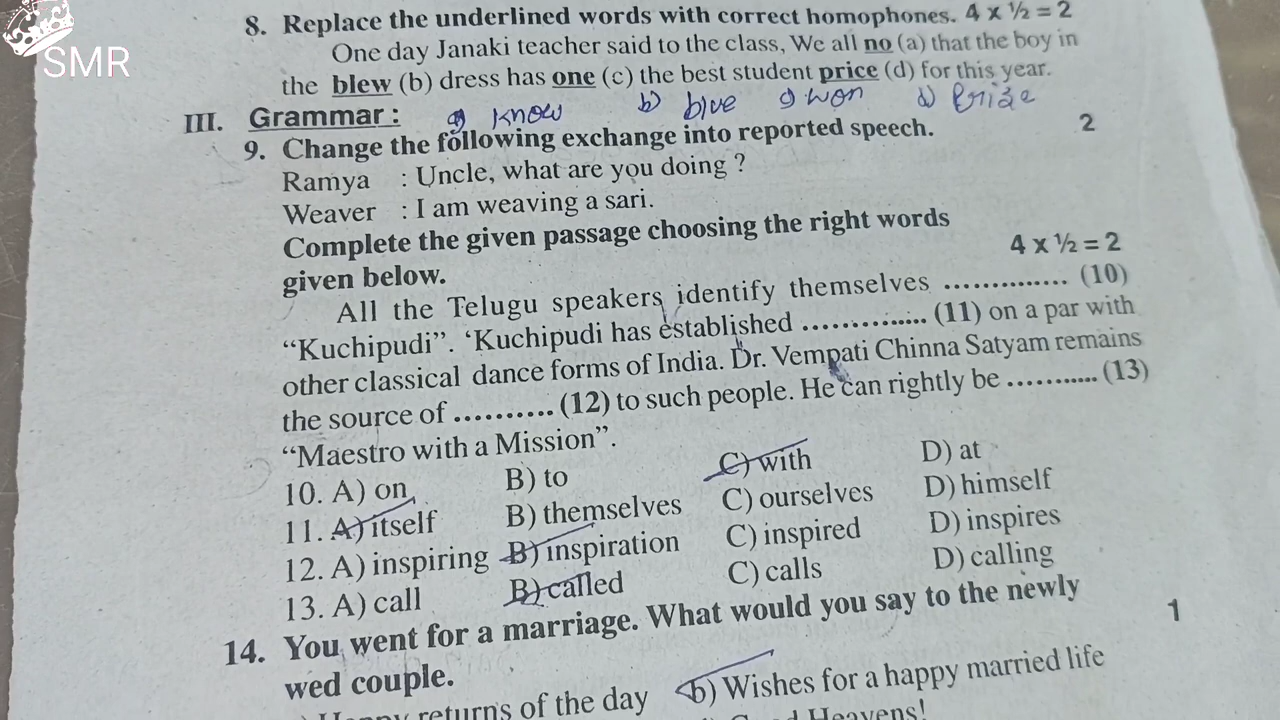 SMR
8. Replace the underlined words with correct homophones. 4 x ½ = 2
One day Janaki teacher said to the class, We all no (a) that the boy in
the blew (b) dress has one (c) the best student price (d) for this year.
a) know b) blue c) won d) Prize
III. Grammar :
9. Change the following exchange into reported speech. 2
Ramya : Uncle, what are you doing ?
Weaver : I am weaving a sari.
Complete the given passage choosing the right words
given below. 4 x ½ = 2
All the Telugu speakers identify themselves .............. (10)
“Kuchipudi”. ‘Kuchipudi has established .............. (11) on a par with
other classical dance forms of India. Dr. Vempati Chinna Satyam remains
the source of .......... (12) to such people. He can rightly be ........... (13)
“Maestro with a Mission”.
10. A) on B) to C) with D) at
11. A) itself B) themselves C) ourselves D) himself
12. A) inspiring B) inspiration C) inspired D) inspires
13. A) call B) called C) calls D) calling
14. You went for a marriage. What would you say to the newly 1
wed couple.
returns of the day b) Wishes for a happy married life
Heavens!